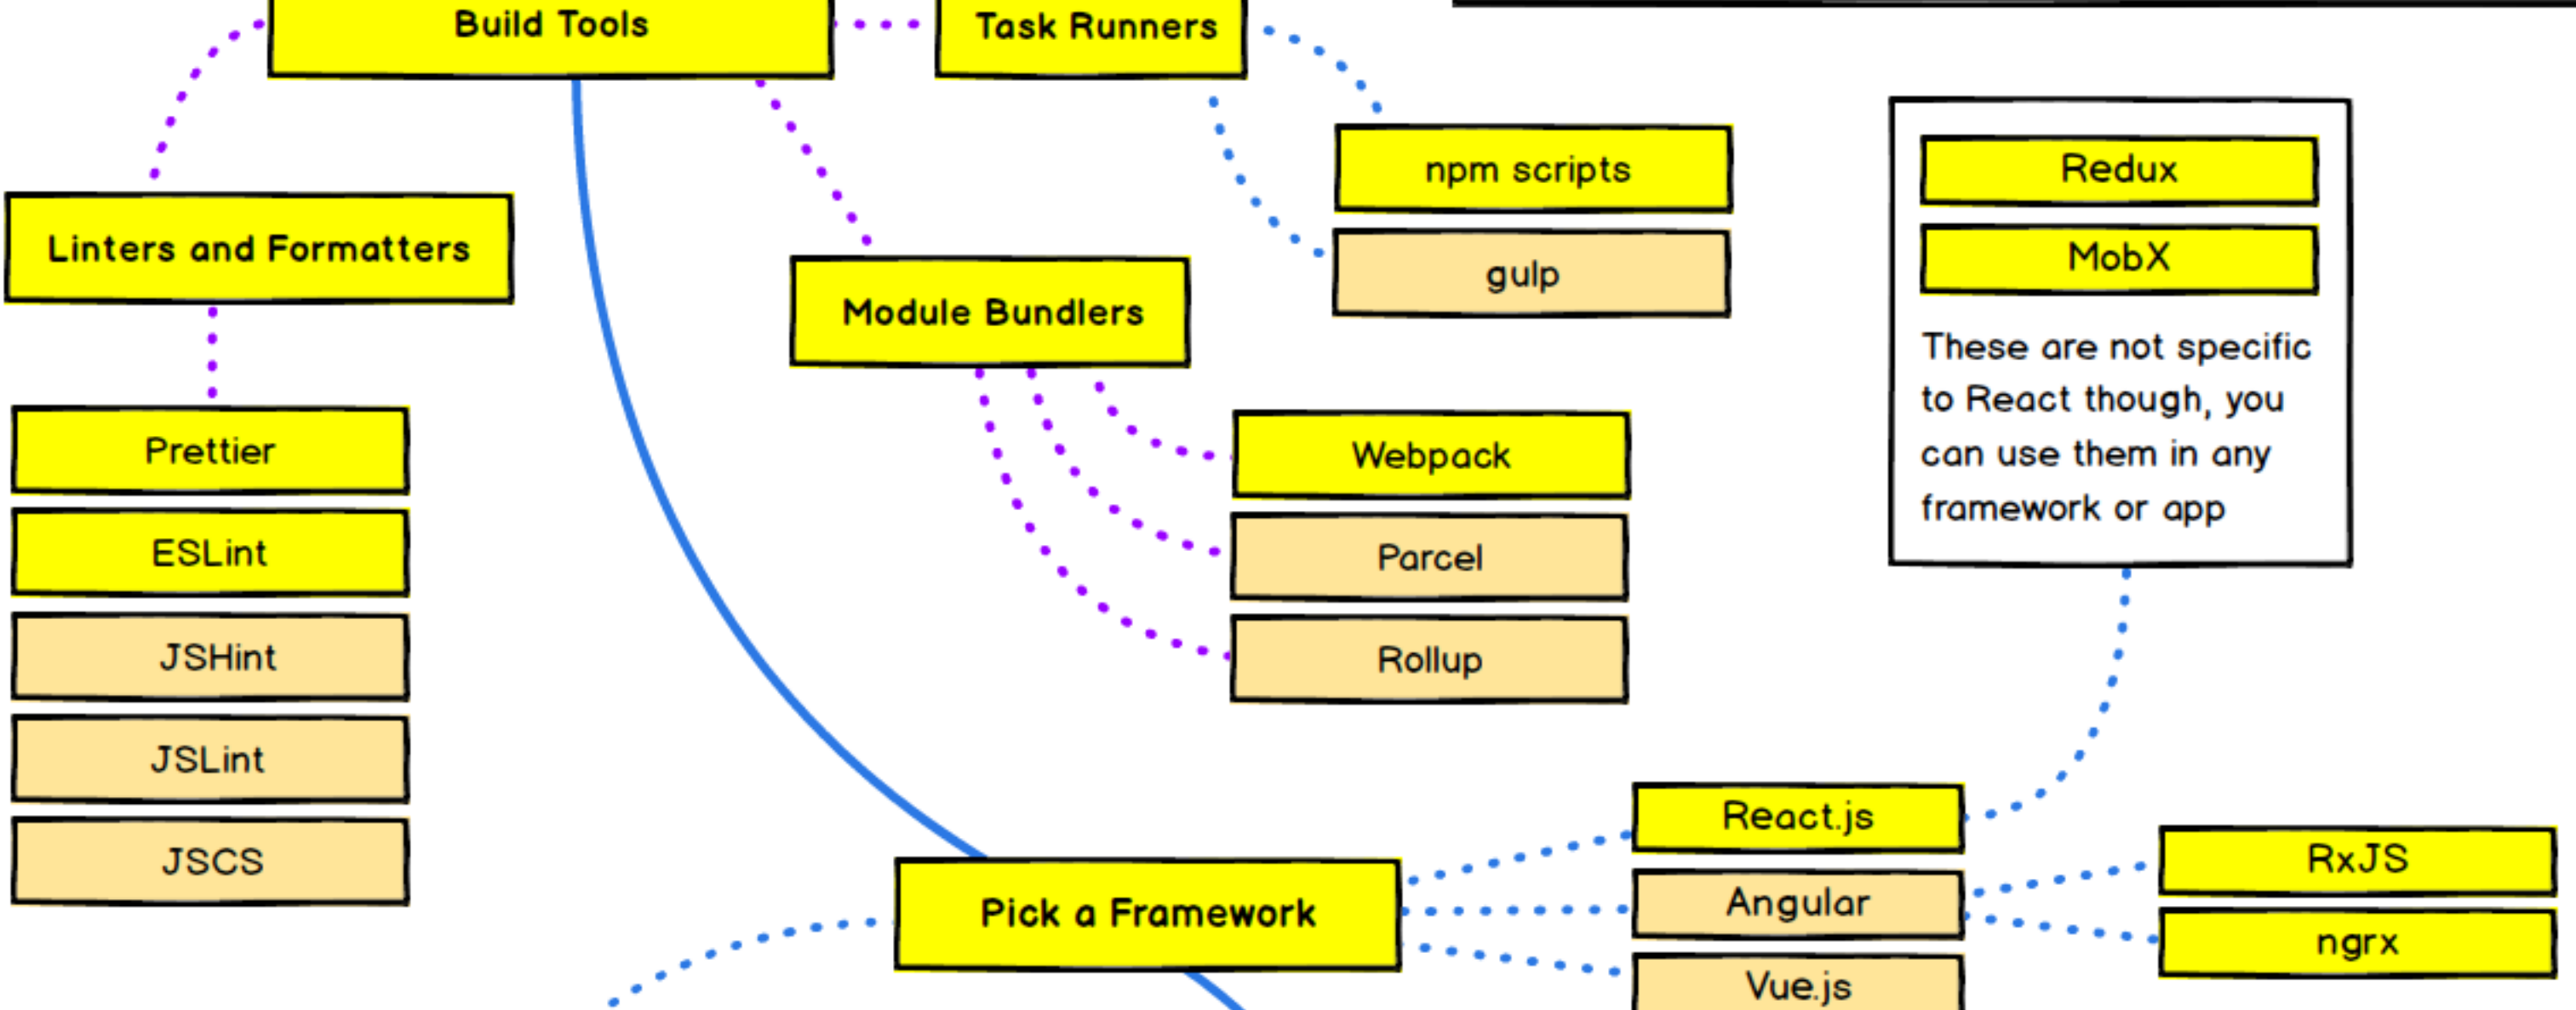 Build Tools
Task Runners
npm scripts
gulp
Linters and Formatters
Module Bundlers
Prettier
ESLint
JSHint
JSLint
JSCS
Webpack
Parcel
Rollup
Redux
MobX
These are not specific
to React though, you
can use them in any
framework or app
Pick a Framework
React.js
Angular
Vue.js
RxJS
ngrx